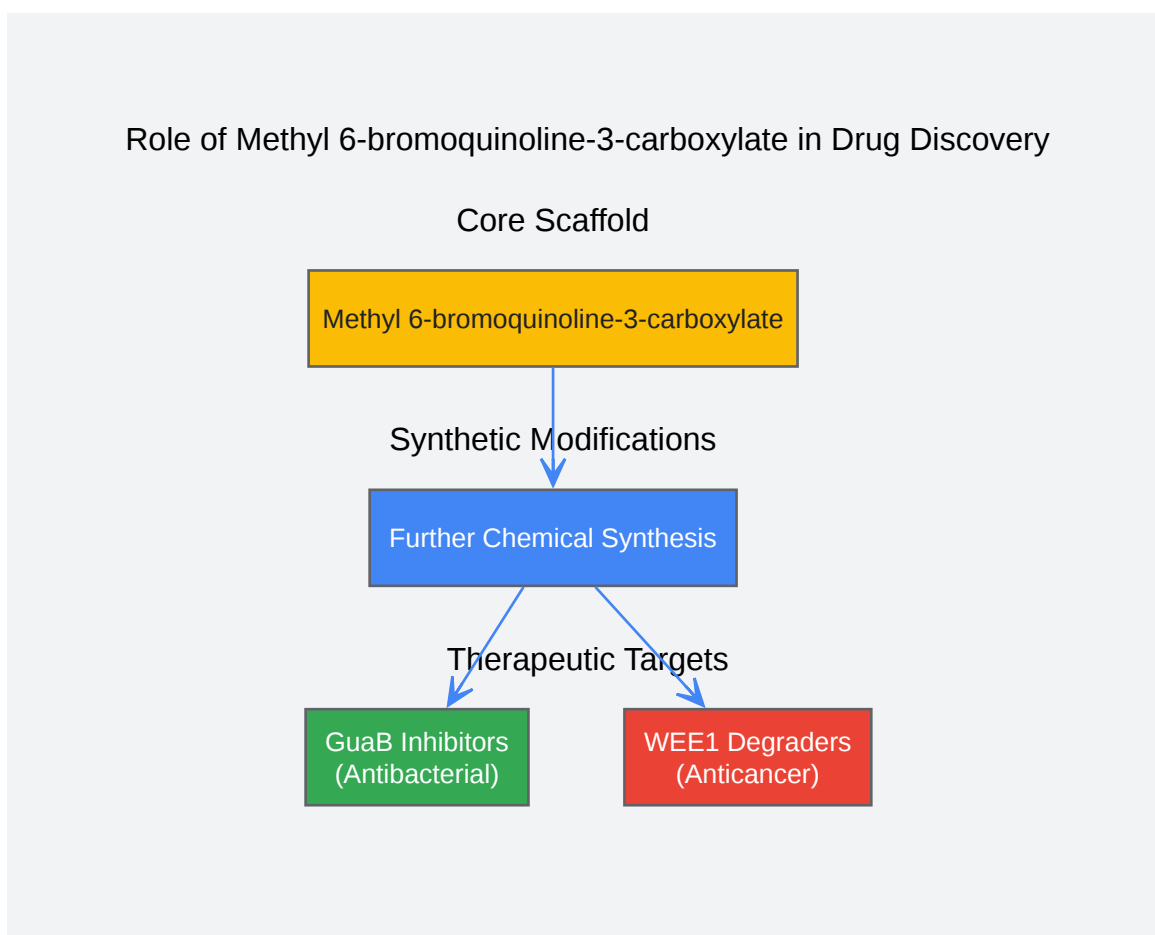 Role of Methyl 6-bromoquinoline-3-carboxylate in Drug Discovery
Core Scaffold
Methyl 6-bromoquinoline-3-carboxylate
Synthetic Modifications
Further Chemical Synthesis
Therapeutic Targets
GuaB Inhibitors
(Antibacterial)
WEE1 Degraders
(Anticancer)